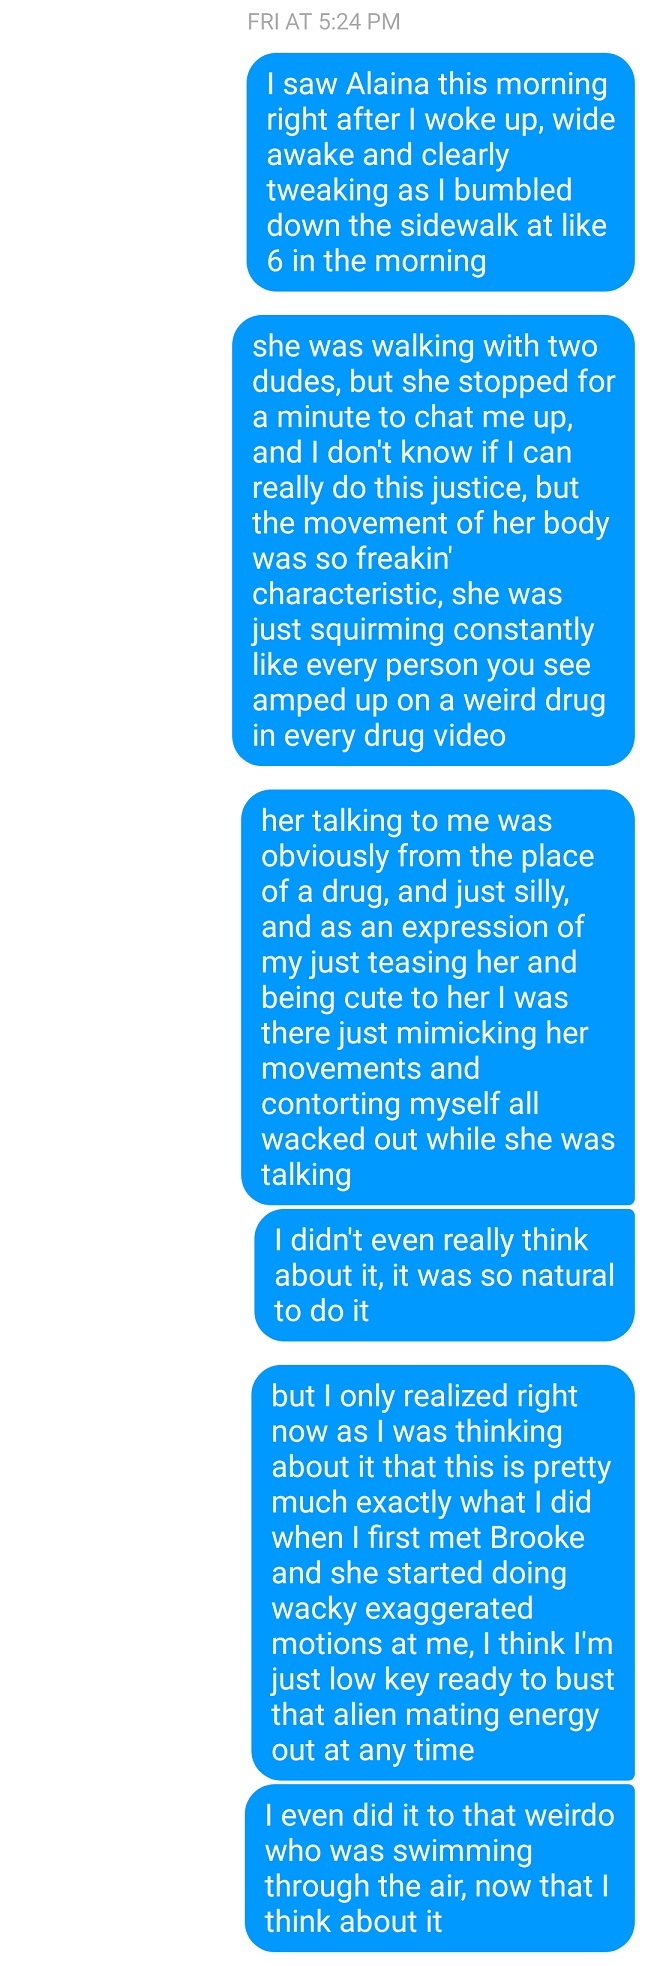 FRI AT 5:24 PM
I saw Alaina this morning
right after I woke up, wide
awake and clearly
tweaking as I bumbled
down the sidewalk at like
6 in the morning
she was walking with two
dudes, but she stopped for
a minute to chat me up,
and I don't know if I can
really do this justice, but
the movement of her body
was so freakin'
characteristic, she was
just squirming constantly
like every person you see
amped up on a weird drug
in every drug video
her talking to me was
obviously from the place
of a drug, and just silly,
and as an expression of
my just teasing her and
being cute to her I was
there just mimicking her
movements and
contorting myself all
wacked out while she was
talking
I didn't even really think
about it, it was so natural
to do it
but I only realized right
now as I was thinking
about it that this is pretty
much exactly what I did
when I first met Brooke
and she started doing
wacky exaggerated
motions at me, I think I'm
just low key ready to bust
that alien mating energy
out at any time
I even did it to that weirdo
who was swimming
through the air, now that I
think about it